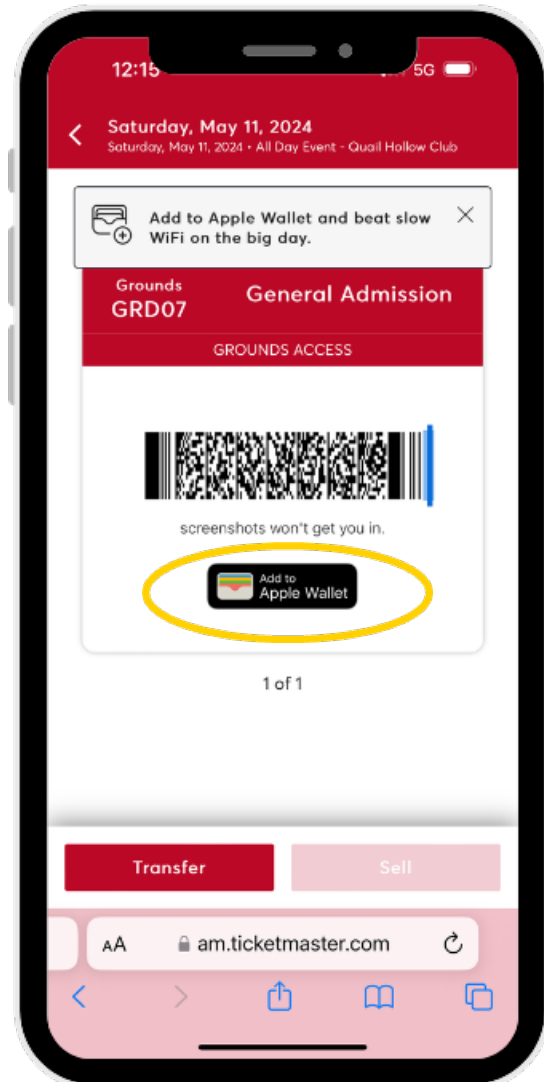 12:15
5G
Saturday, May 11, 2024
Saturday, May 11, 2024 • All Day Event - Quail Hollow Club
Add to Apple Wallet and beat slow
WiFi on the big day.
Grounds
GRD07
General Admission
GROUNDS ACCESS
screenshots won't get you in.
Add to
Apple Wallet
1 of 1
Transfer
Sell
AA
am.ticketmaster.com